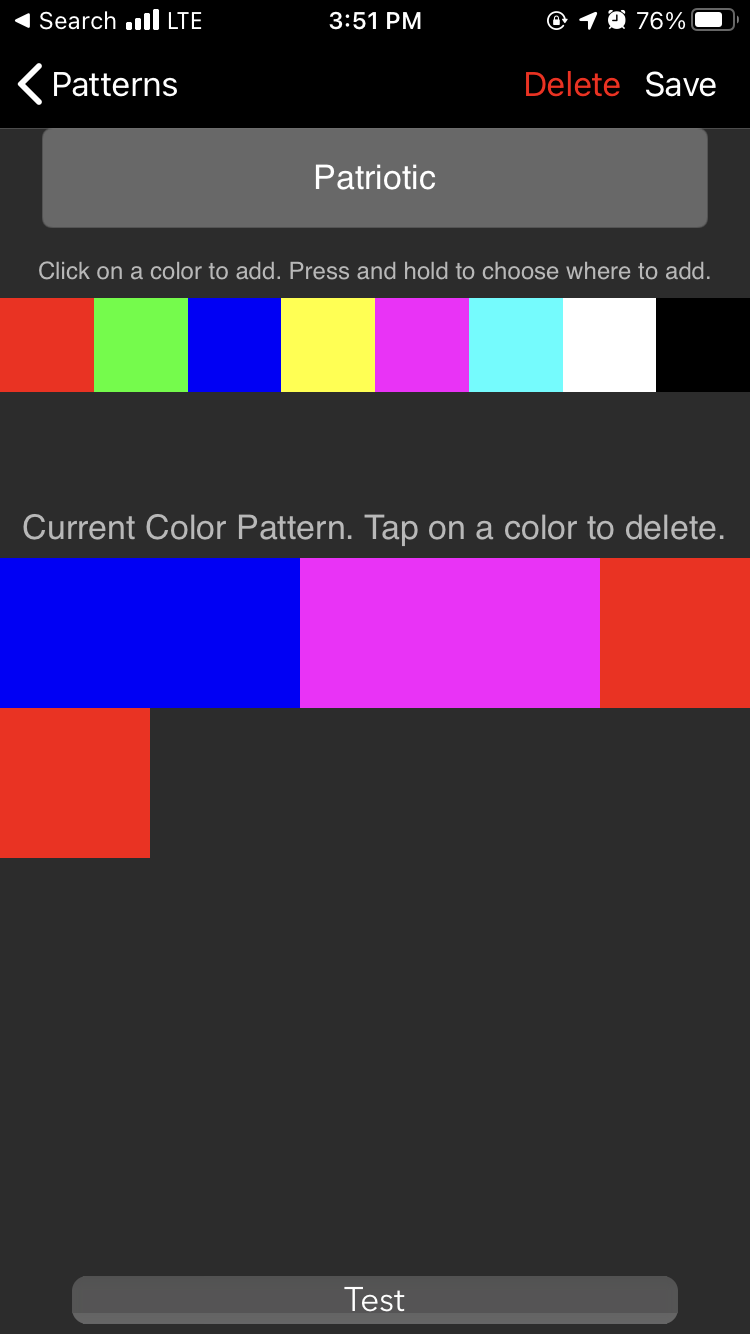 Search LTE 3:51 PM 76%
Patterns Delete Save
Patriotic
Click on a color to add. Press and hold to choose where to add.
Current Color Pattern. Tap on a color to delete.
Test